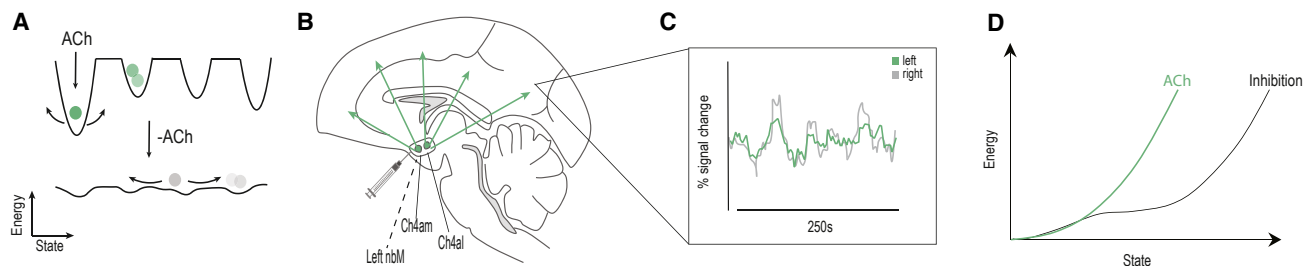 A
ACh
-ACh
Energy
State
B
Ch4am
Ch4al
Left nbM
C
left
right
% signal change
250s
D
ACh
Inhibition
Energy
State